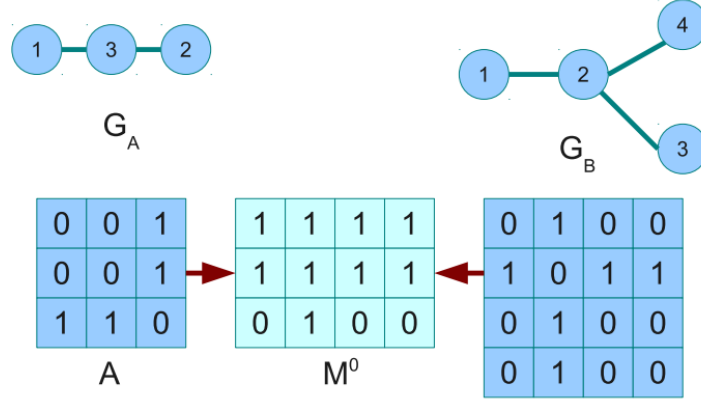 1 3 2
4
1 2
3
G_A
G_B
0 0 1
0 0 1
1 1 0
A
1 1 1 1
1 1 1 1
0 1 0 0
M^0
0 1 0 0
1 0 1 1
0 1 0 0
0 1 0 0